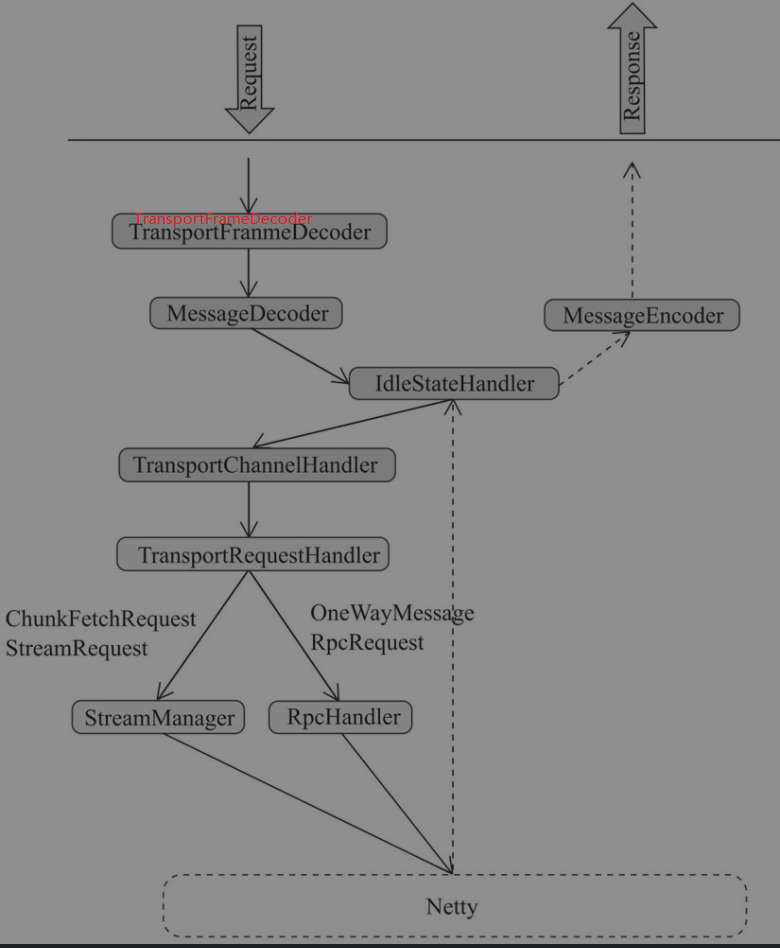 Request
Response
TransportFrameDecoder
TransportFranmeDecoder
MessageDecoder
MessageEncoder
IdleStateHandler
TransportChannelHandler
TransportRequestHandler
ChunkFetchRequest
StreamRequest
OneWayMessage
RpcRequest
StreamManager
RpcHandler
Netty